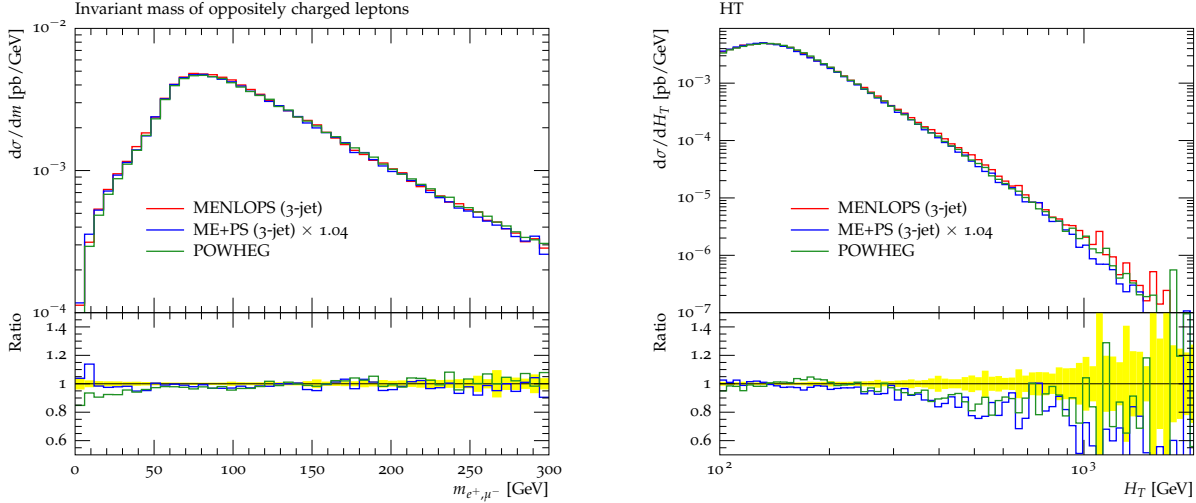 Invariant mass of oppositely charged leptons
10⁻²
10⁻³
10⁻⁴
dσ/dm [pb/GeV]
MENLOPS (3-jet)
ME+PS (3-jet) × 1.04
POWHEG
1.4
1.2
1
0.8
0.6
Ratio
0 50 100 150 200 250 300
m_{e⁺,μ⁻} [GeV]
HT
10⁻³
10⁻⁴
10⁻⁵
10⁻⁶
10⁻⁷
dσ/dH_T [pb/GeV]
MENLOPS (3-jet)
ME+PS (3-jet) × 1.04
POWHEG
1.4
1.2
1
0.8
0.6
Ratio
10² 10³
H_T [GeV]